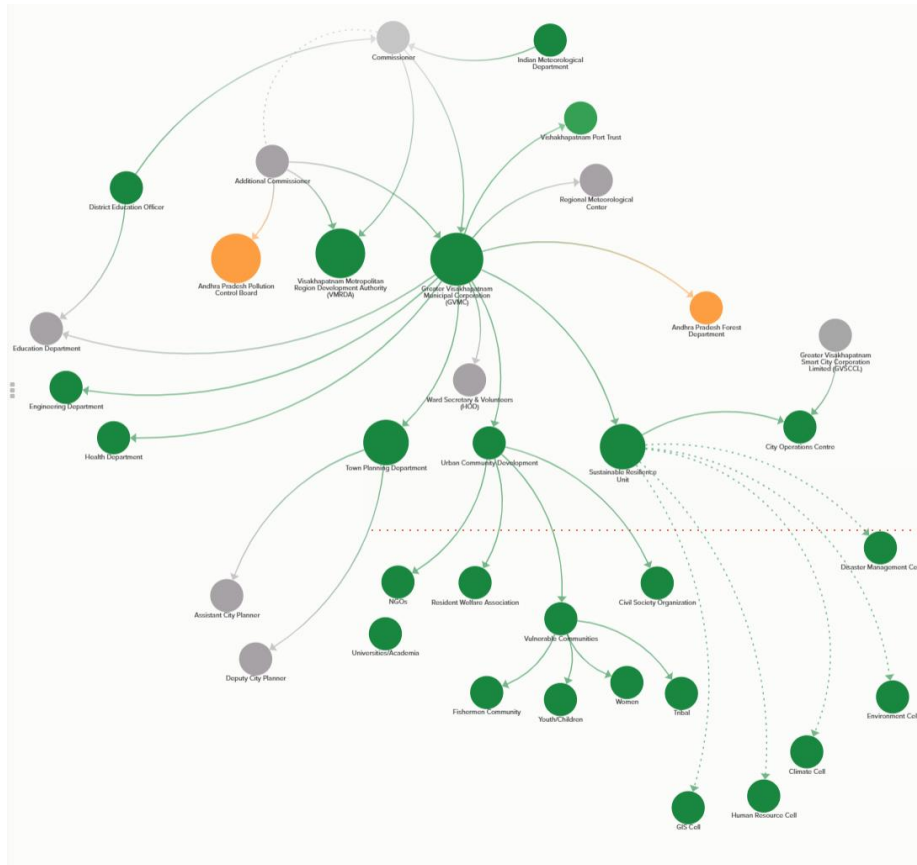 Commissioner
Indian Meteorological
Department
Vishakhapatnam Port Trust
Additional Commissioner
Regional Meteorological
Center
District Education Officer
Andhra Pradesh Pollution
Control Board
Visakhapatnam Metropolitan
Region Development Authority
(VMRDA)
Greater Visakhapatnam
Municipal Corporation
(GVMC)
Andhra Pradesh Forest
Department
Education Department
Greater Visakhapatnam
Smart City Corporation
Limited (GVSCCL)
Engineering Department
Ward Secretary & Volunteers
(HOD)
Health Department
Town Planning Department
Urban Community Development
Sustainable Resilience
Unit
City Operations Centre
Disaster Management Ce
NGOs
Resident Welfare Association
Civil Society Organization
Assistant City Planner
Universities/Academia
Vulnerable Communities
Deputy City Planner
Fishermen Community
Youth/Children
Women
Tribal
Environment Cel
Climate Cell
GIS Cell
Human Resource Cell